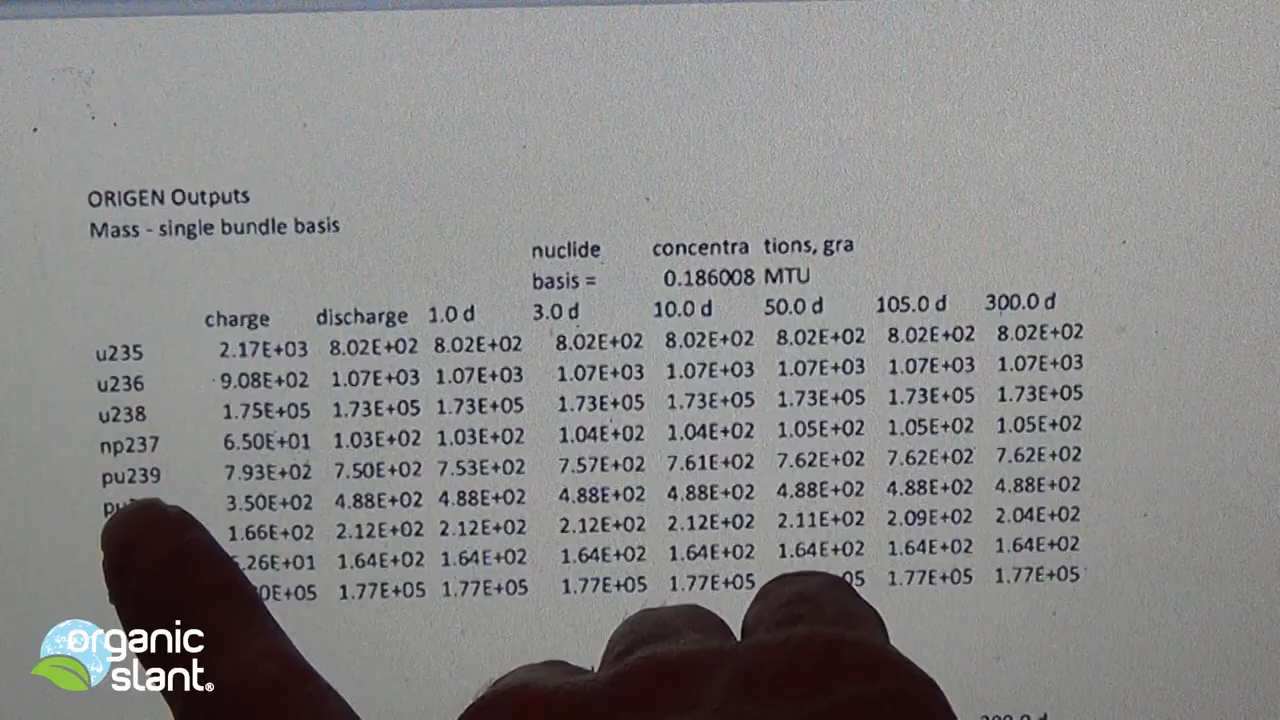 ORIGEN Outputs
Mass - single bundle basis
nuclide concentra tions, gra
basis = 0.186008 MTU
charge discharge 1.0 d 3.0 d 10.0 d 50.0 d 105.0 d 300.0 d
u235 2.17E+03 8.02E+02 8.02E+02 8.02E+02 8.02E+02 8.02E+02 8.02E+02 8.02E+02
u236 9.08E+02 1.07E+03 1.07E+03 1.07E+03 1.07E+03 1.07E+03 1.07E+03 1.07E+03
u238 1.75E+05 1.73E+05 1.73E+05 1.73E+05 1.73E+05 1.73E+05 1.73E+05 1.73E+05
np237 6.50E+01 1.03E+02 1.03E+02 1.04E+02 1.04E+02 1.05E+02 1.05E+02 1.05E+02
pu239 7.93E+02 7.50E+02 7.53E+02 7.57E+02 7.61E+02 7.62E+02 7.62E+02 7.62E+02
3.50E+02 4.88E+02 4.88E+02 4.88E+02 4.88E+02 4.88E+02 4.88E+02 4.88E+02
1.66E+02 2.12E+02 2.12E+02 2.12E+02 2.12E+02 2.11E+02 2.09E+02 2.04E+02
.26E+01 1.64E+02 1.64E+02 1.64E+02 1.64E+02 1.64E+02 1.64E+02 1.64E+02
0E+05 1.77E+05 1.77E+05 1.77E+05 1.77E+05 05 1.77E+05 1.77E+05
organic
slant®